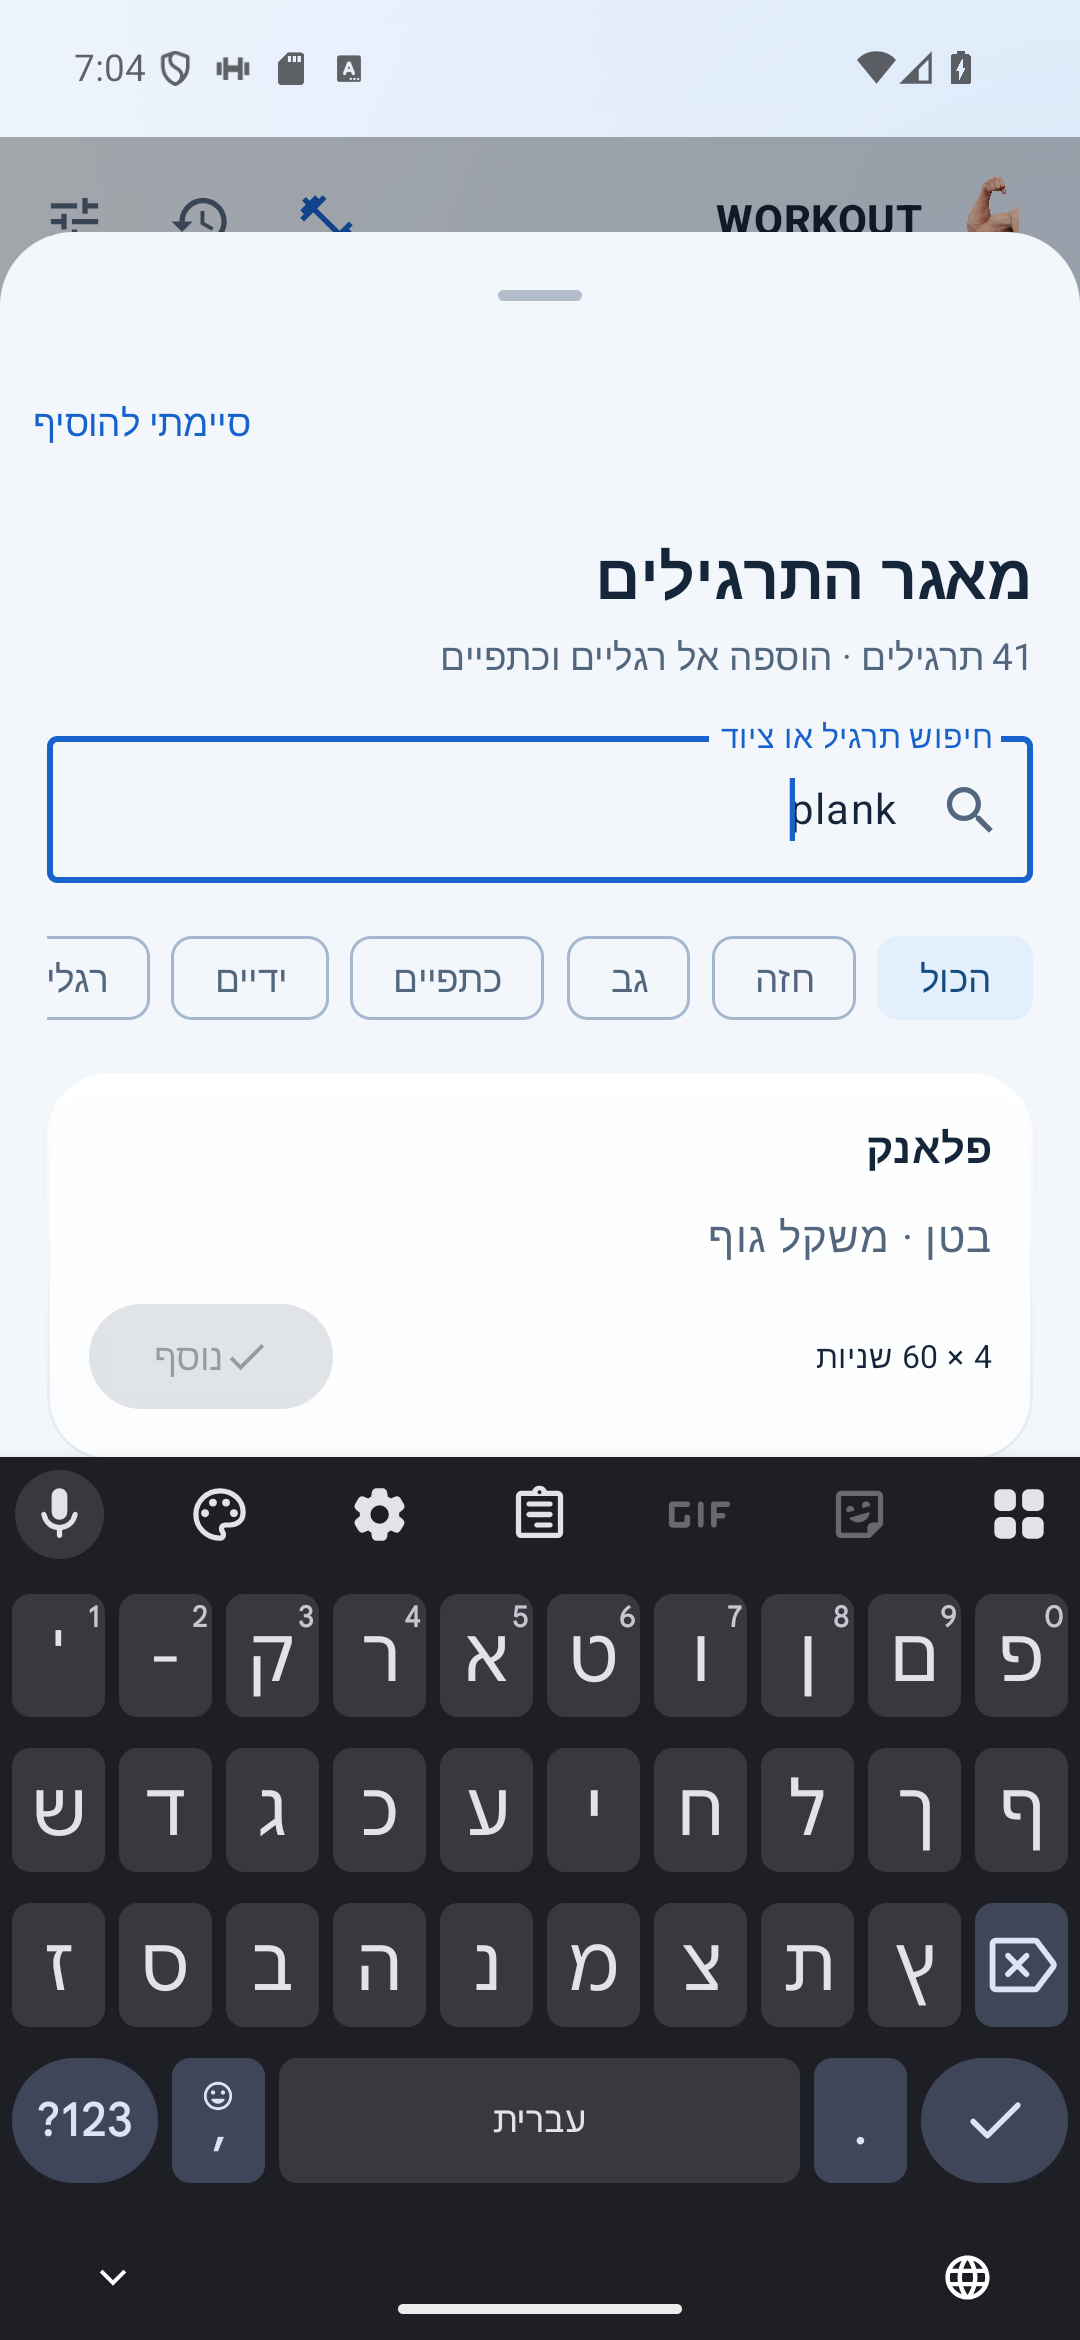 7:04
WORKOUT
סיימתי להוסיף
מאגר התרגילים
41 תרגילים · הוספה אל רגליים וכתפיים
חיפוש תרגיל או ציוד
plank
הכול
חזה
גב
כתפיים
ידיים
רגלי
פלאנק
בטן · משקל גוף
4 × 60 שניות
נוסף
GIF
' 1 - 2 ק 3 ר 4 א 5 ט 6 ו 7 ן 8 ם 9 פ 0
ש ד ג כ ע י ח ל ך ף
ז ס ב ה נ מ צ ת ץ
?123 , עברית .